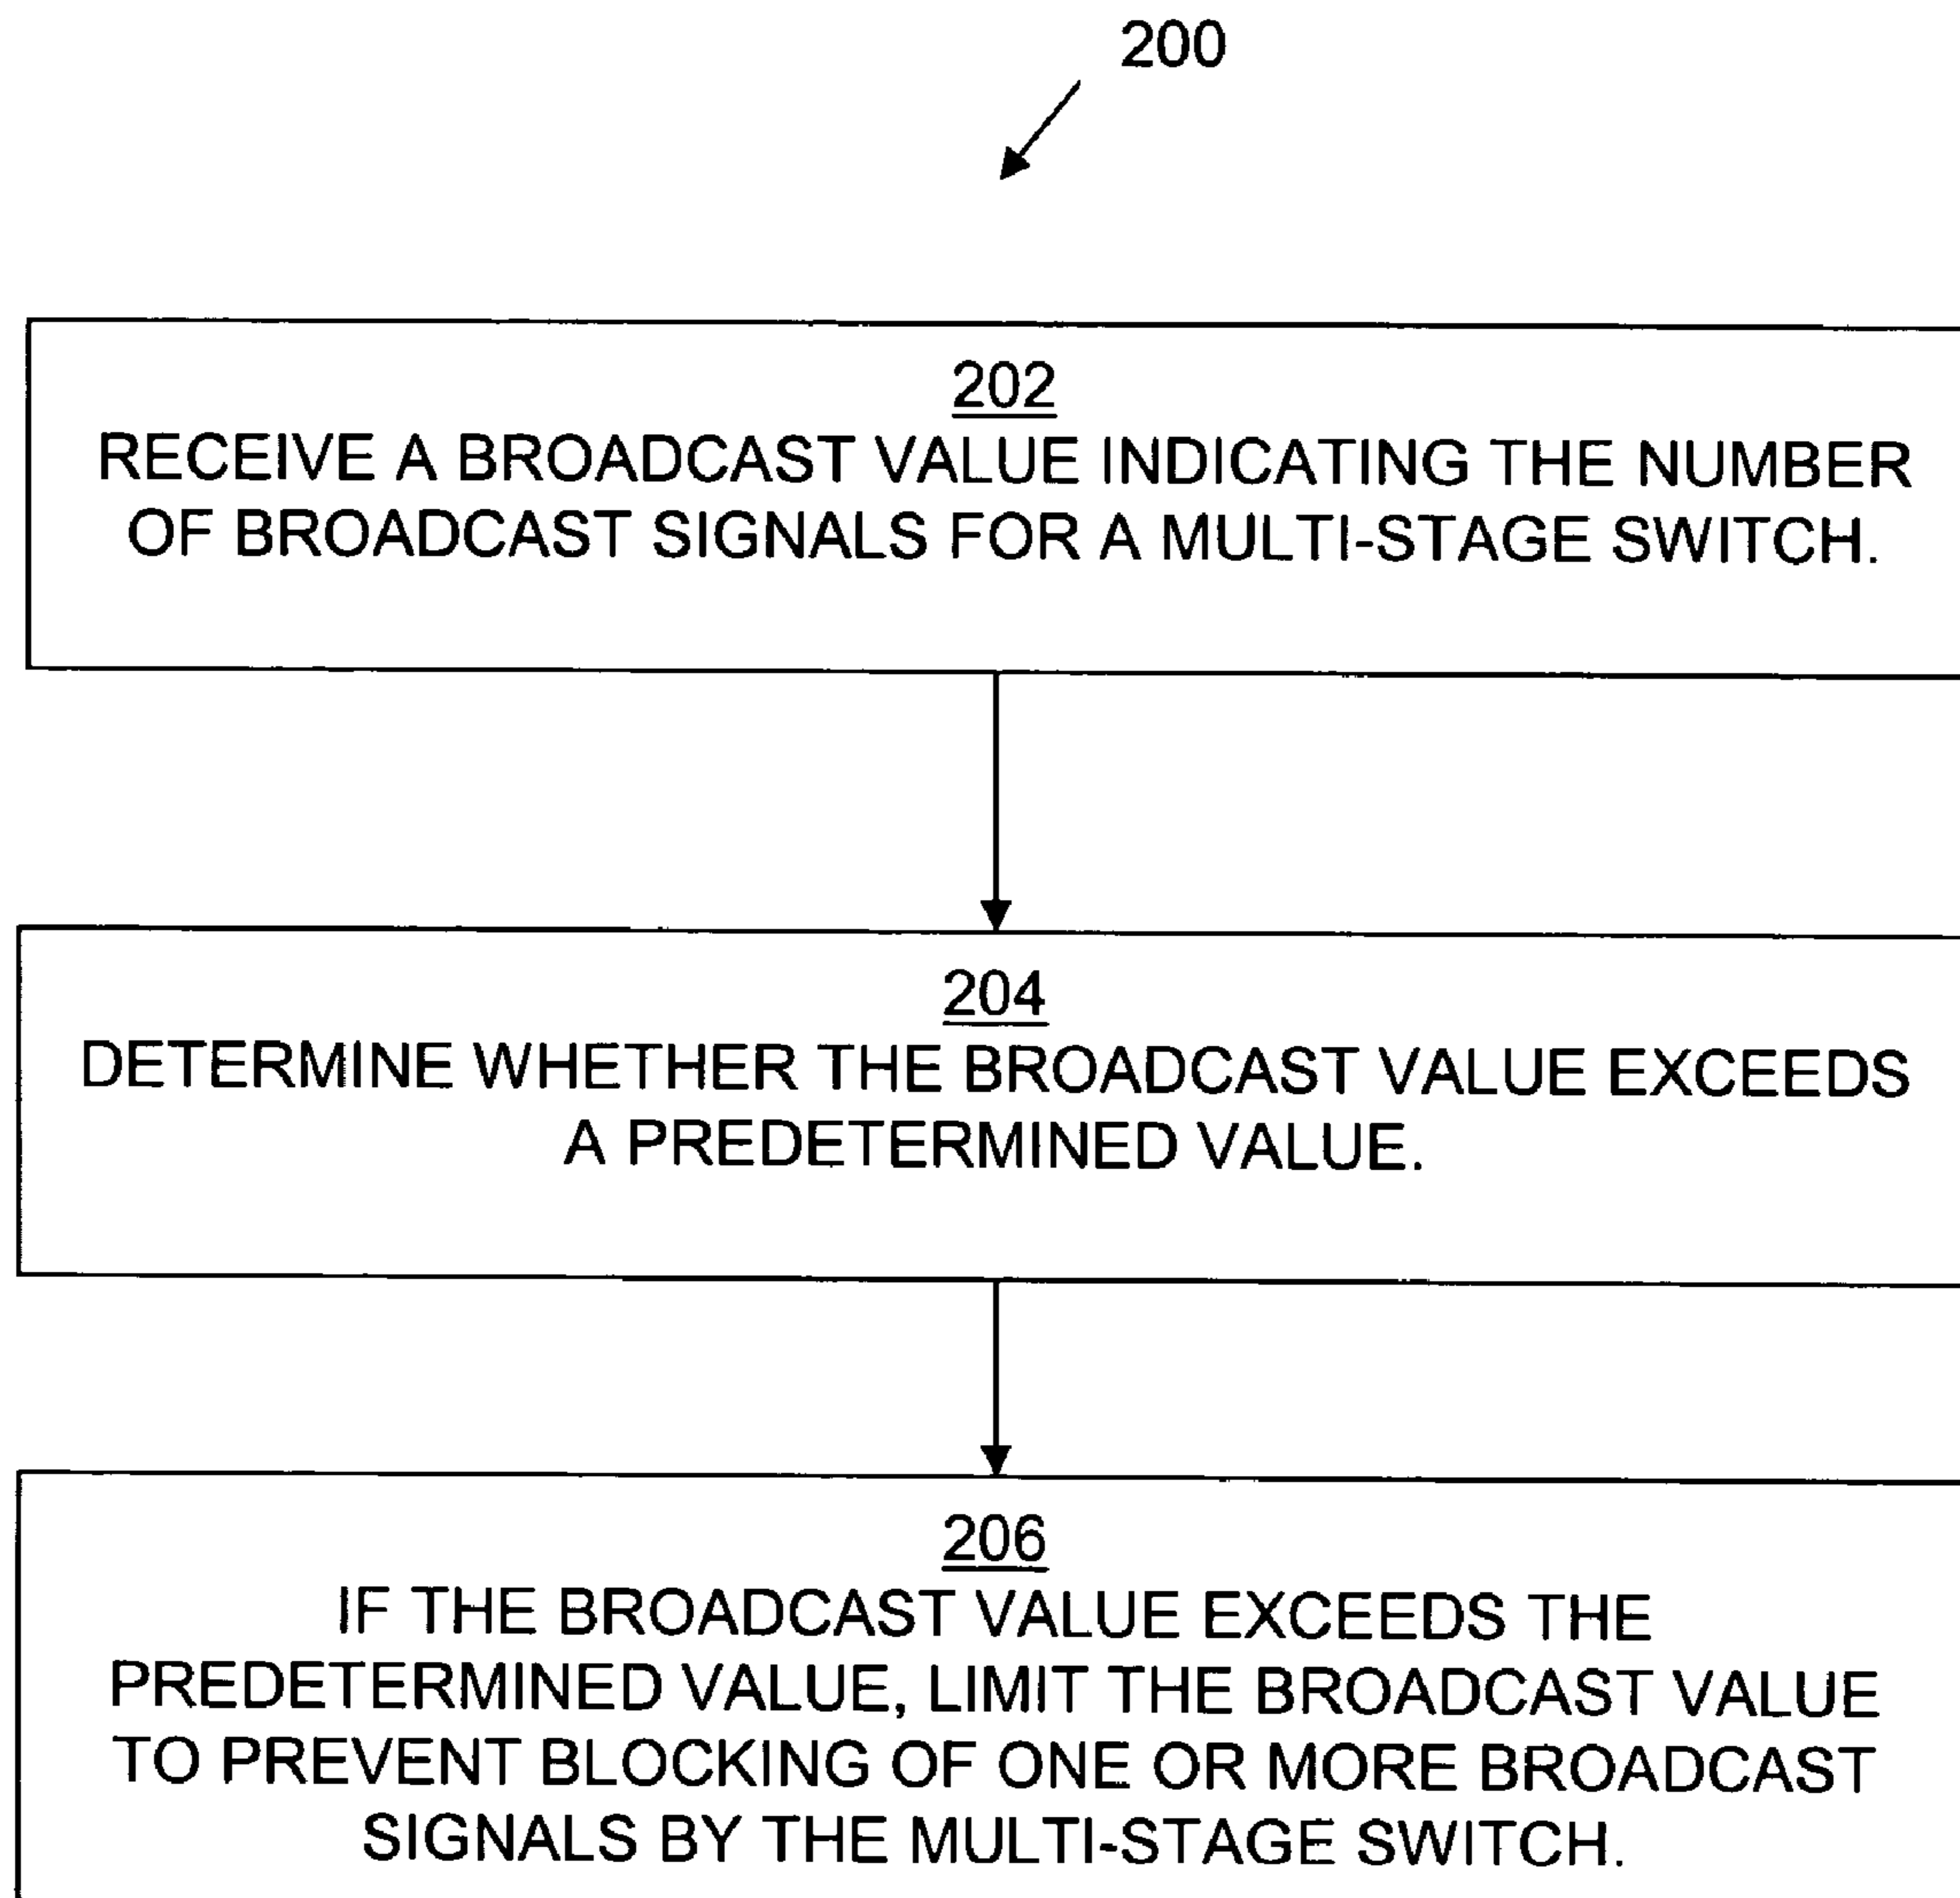 200
202
RECEIVE A BROADCAST VALUE INDICATING THE NUMBER
OF BROADCAST SIGNALS FOR A MULTI-STAGE SWITCH.
204
DETERMINE WHETHER THE BROADCAST VALUE EXCEEDS
A PREDETERMINED VALUE.
206
IF THE BROADCAST VALUE EXCEEDS THE
PREDETERMINED VALUE, LIMIT THE BROADCAST VALUE
TO PREVENT BLOCKING OF ONE OR MORE BROADCAST
SIGNALS BY THE MULTI-STAGE SWITCH.